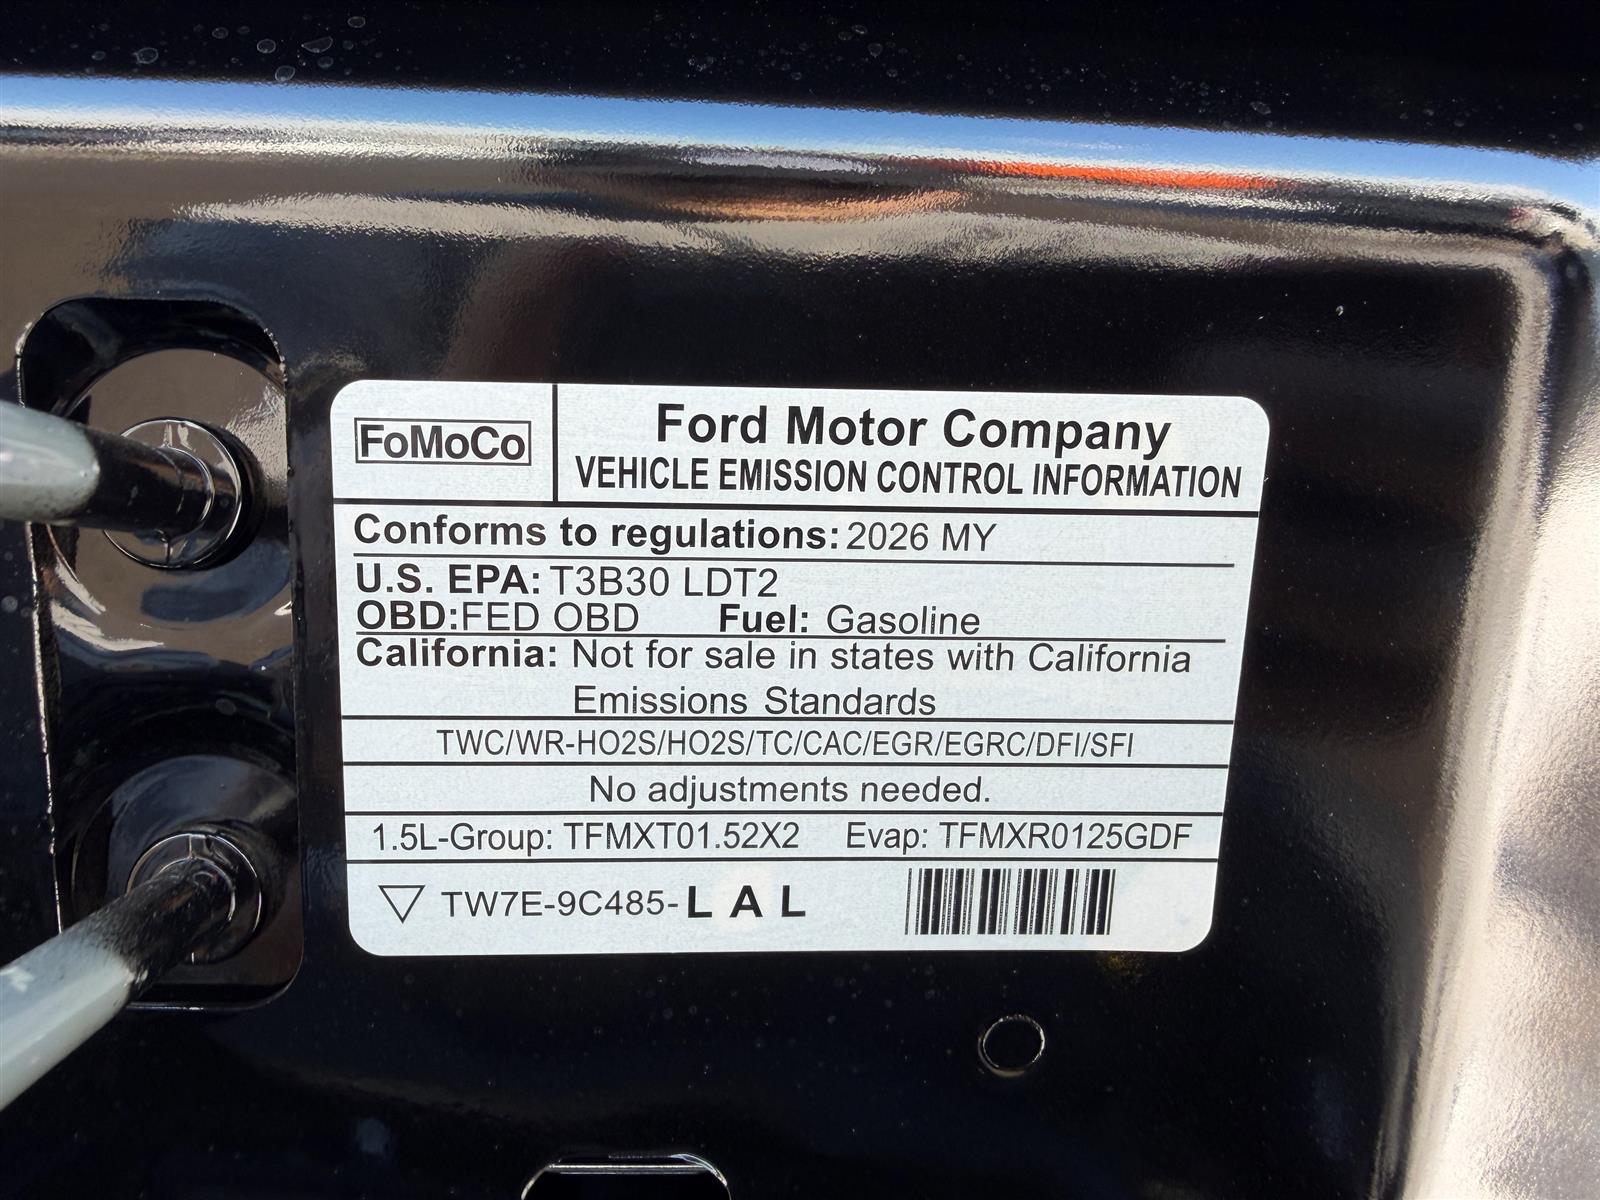 FoMoCo
Ford Motor Company
VEHICLE EMISSION CONTROL INFORMATION
Conforms to regulations: 2026 MY
U.S. EPA: T3B30 LDT2
OBD:FED OBD Fuel: Gasoline
California: Not for sale in states with California
Emissions Standards
TWC/WR-HO2S/HO2S/TC/CAC/EGR/EGRC/DFI/SFI
No adjustments needed.
1.5L-Group: TFMXT01.52X2 Evap: TFMXR0125GDF
TW7E-9C485-L A L